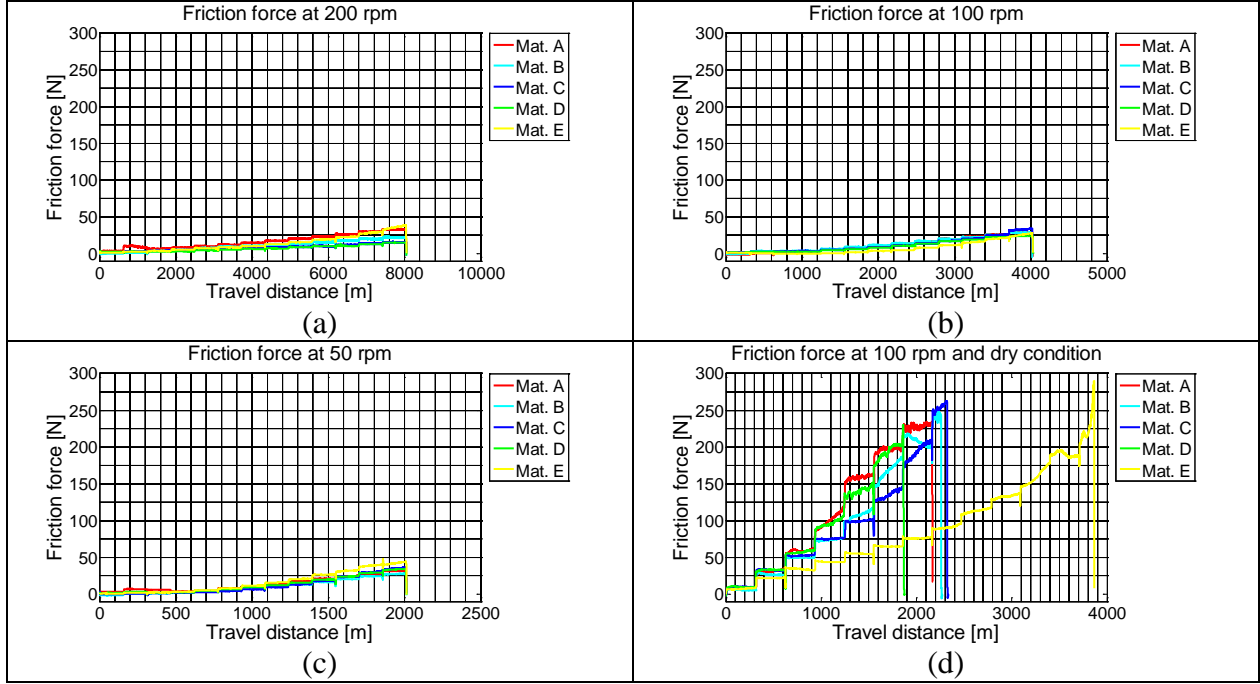 Friction force at 200 rpm
Friction force [N]
300
250
200
150
100
50
0
0 2000 4000 6000 8000 10000
Travel distance [m]
Mat. A
Mat. B
Mat. C
Mat. D
Mat. E
(a)
Friction force at 100 rpm
Friction force [N]
300
250
200
150
100
50
0
0 1000 2000 3000 4000 5000
Travel distance [m]
Mat. A
Mat. B
Mat. C
Mat. D
Mat. E
(b)
Friction force at 50 rpm
Friction force [N]
300
250
200
150
100
50
0
0 500 1000 1500 2000 2500
Travel distance [m]
Mat. A
Mat. B
Mat. C
Mat. D
Mat. E
(c)
Friction force at 100 rpm and dry condition
Friction force [N]
300
250
200
150
100
50
0
0 1000 2000 3000 4000
Travel distance [m]
Mat. A
Mat. B
Mat. C
Mat. D
Mat. E
(d)